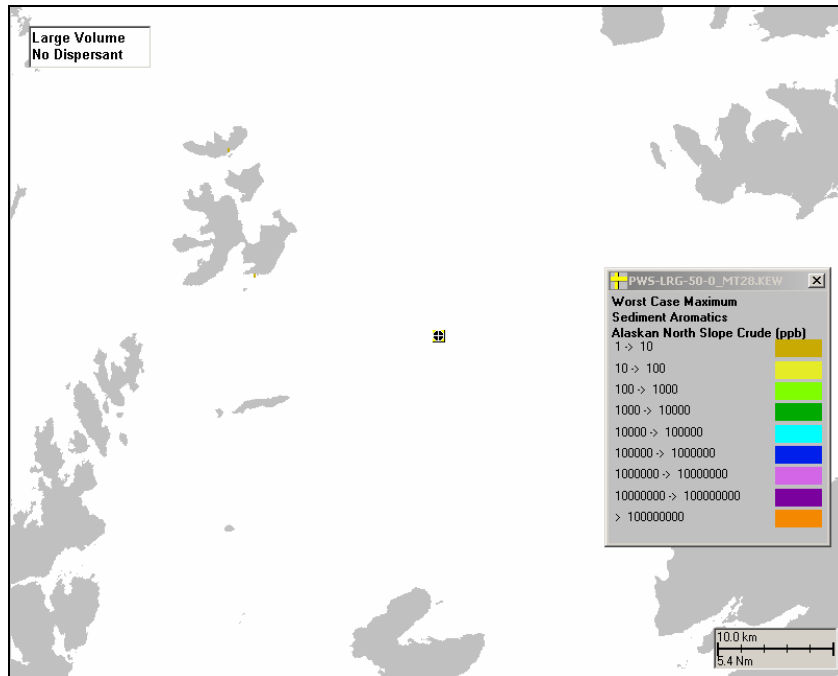 Large Volume
No Dispersant
PWS-LRG-50-0_MT28.KEW
Worst Case Maximum
Sediment Aromatics
Alaskan North Slope Crude (ppb)
1 -> 10
10 -> 100
100 -> 1000
1000 -> 10000
10000 -> 100000
100000 -> 1000000
1000000 -> 10000000
10000000 -> 100000000
> 100000000
10.0 km
5.4 Nm